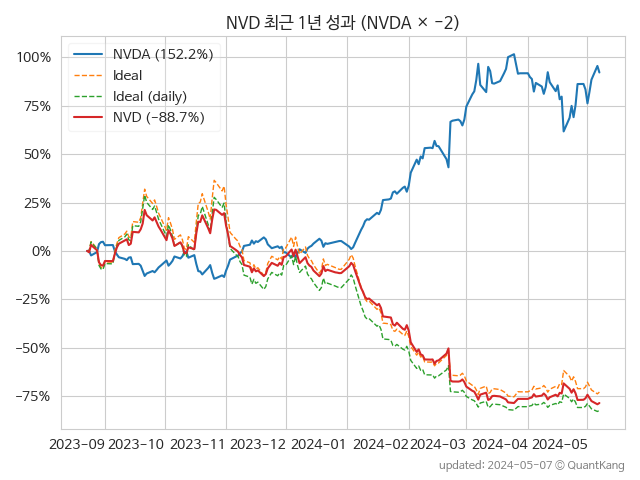 NVD 최근 1년 성과 (NVDA × −2)
NVDA (152.2%)
Ideal
Ideal (daily)
NVD (−88.7%)
100%
75%
50%
25%
0%
−25%
−50%
−75%
2023-09 2023-10 2023-11 2023-12 2024-01 2024-02 2024-03 2024-04 2024-05
updated: 2024-05-07 © QuantKang